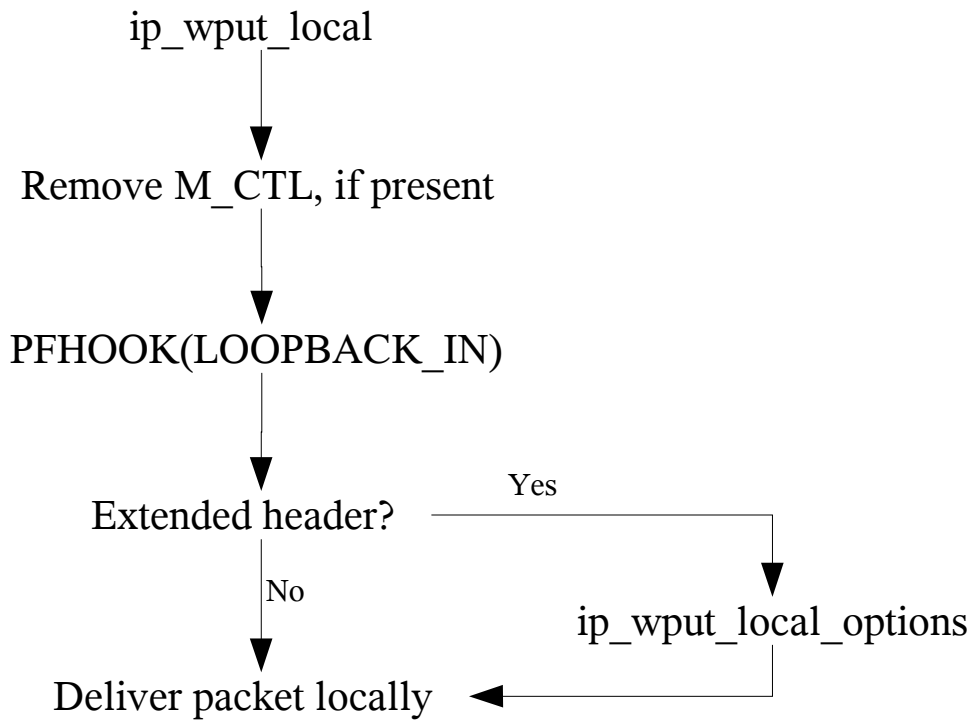 ip_wput_local
Remove M_CTL, if present
PFHOOK(LOOPBACK_IN)
Yes
Extended header?
No
ip_wput_local_options
Deliver packet locally